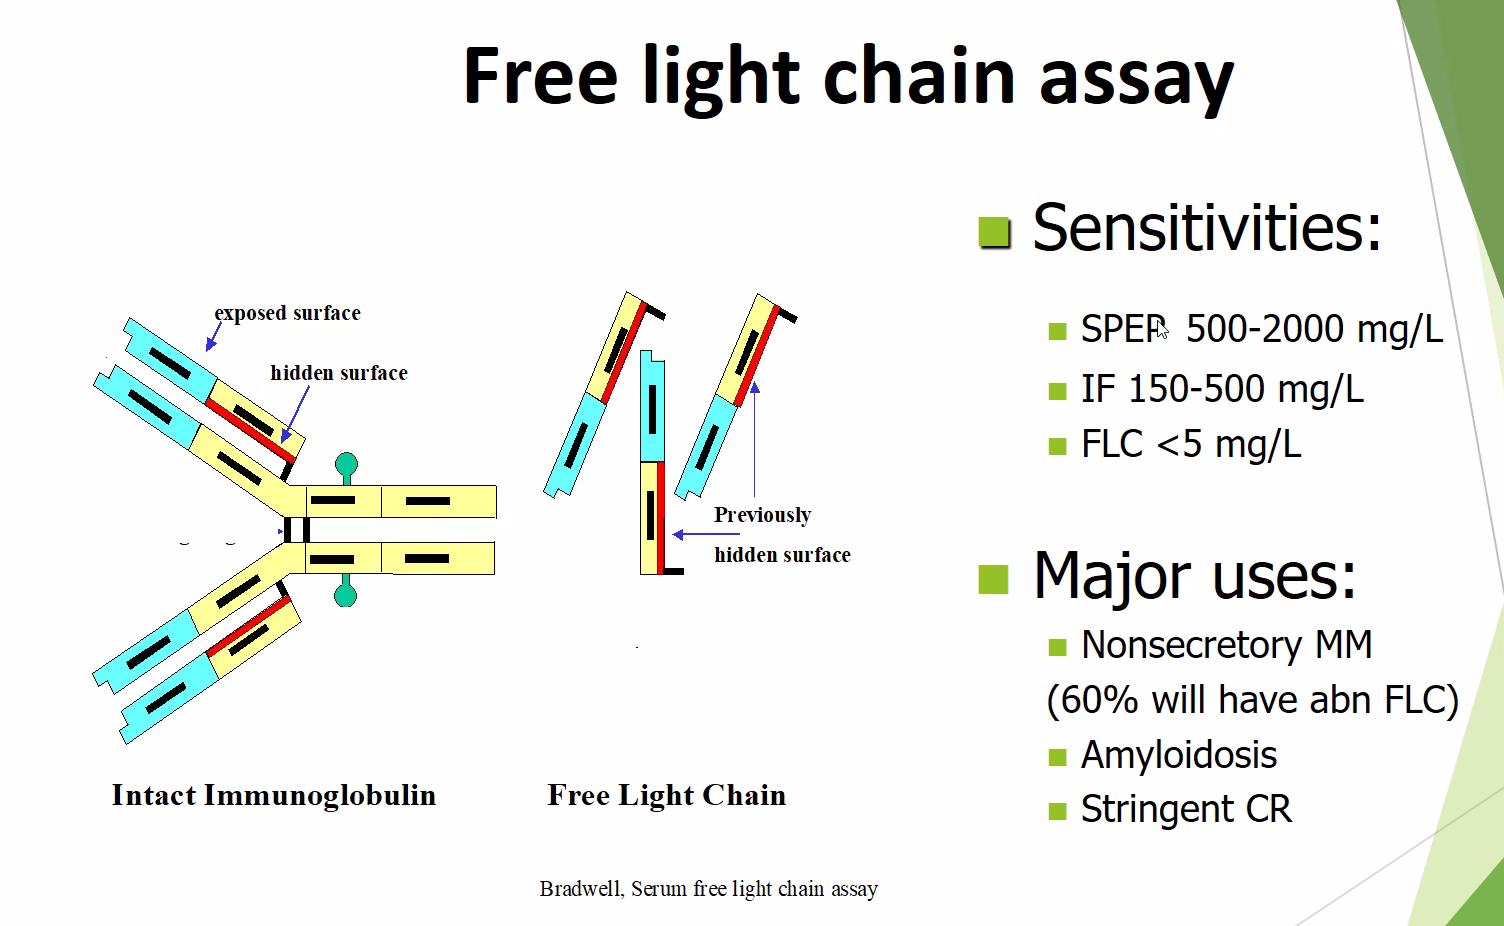 Free light chain assay
exposed surface
hidden surface
Previously
hidden surface
Intact Immunoglobulin
Free Light Chain
Bradwell, Serum free light chain assay
Sensitivities:
SPEP 500-2000 mg/L
IF 150-500 mg/L
FLC <5 mg/L
Major uses:
Nonsecretory MM
(60% will have abn FLC)
Amyloidosis
Stringent CR